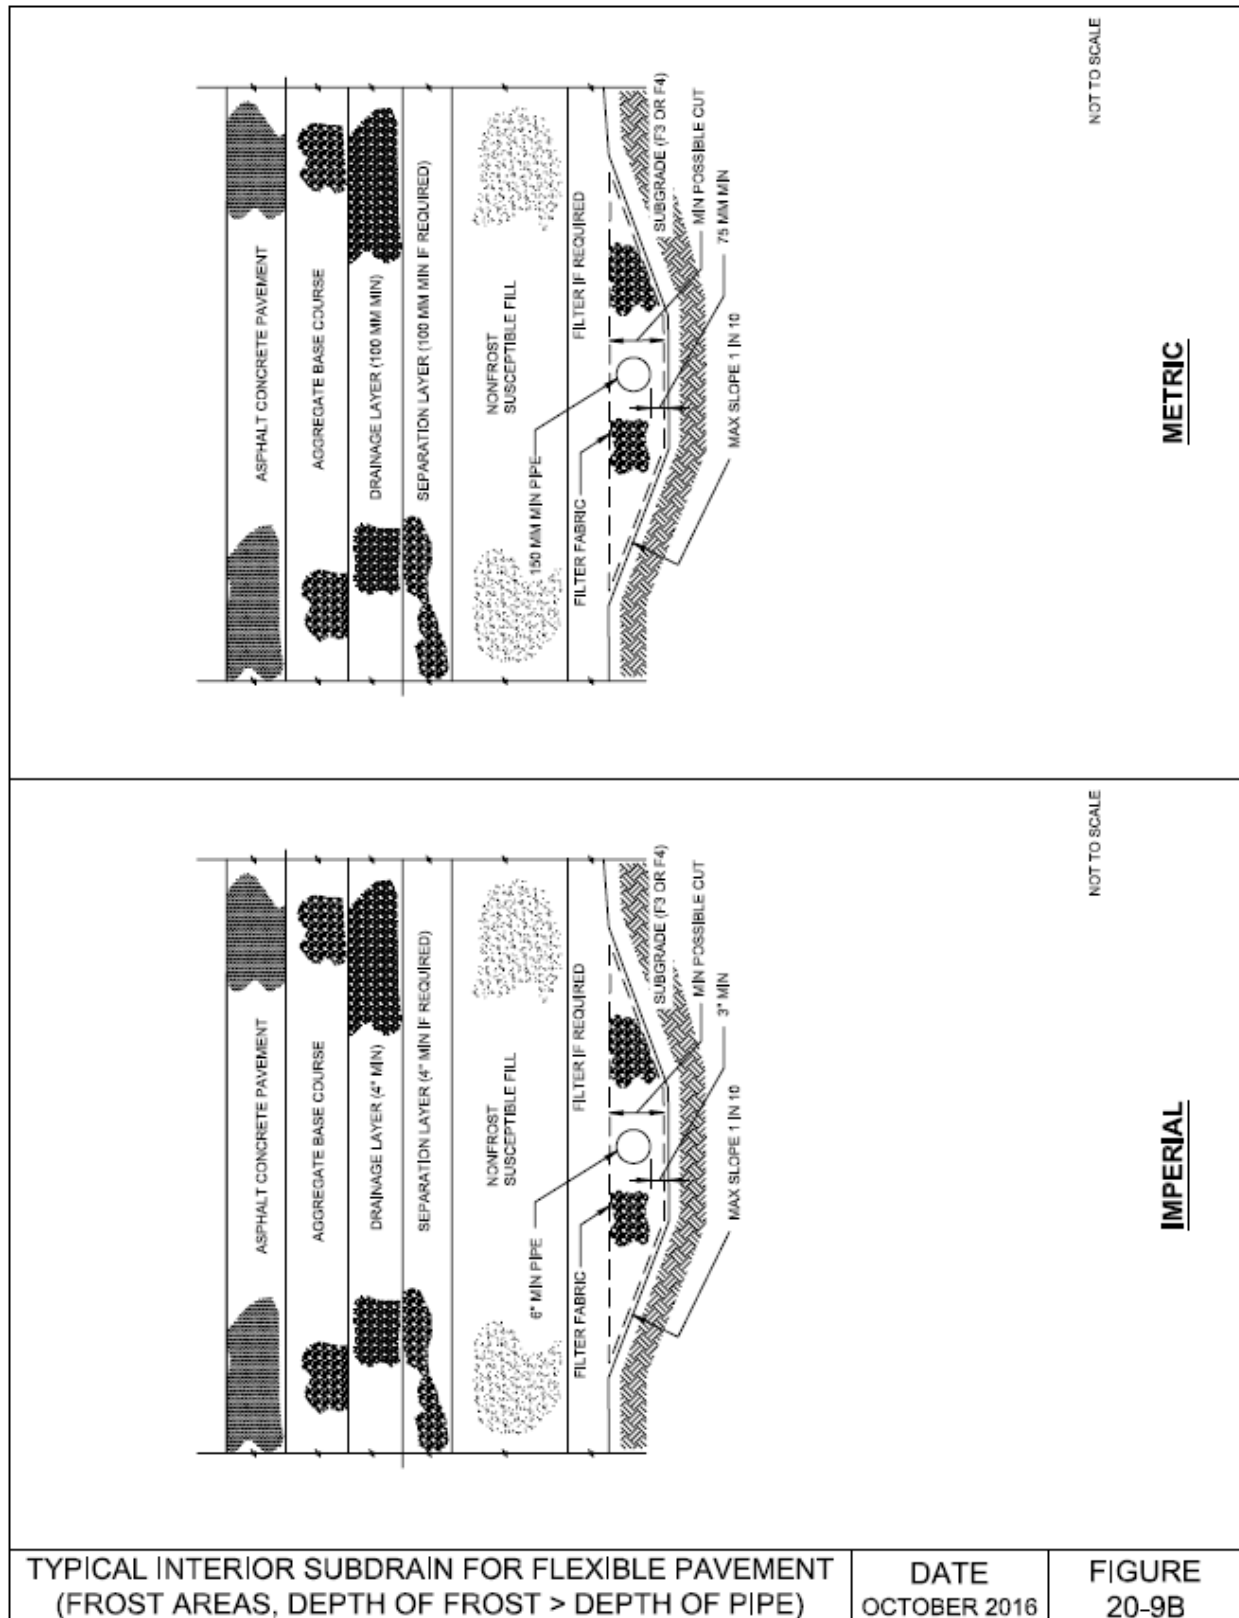 ASPHALT CONCRETE PAVEMENT
AGGREGATE BASE COURSE
DRAINAGE LAYER (100 MM MIN)
SEPARATION LAYER (100 MM MIN IF REQUIRED)
NONFROST
SUSCEPTIBLE FILL
150 MM MIN PIPE
FILTER IF REQUIRED
FILTER FABRIC
SUBGRADE (F3 OR F4)
MIN POSSIBLE CUT
75 MM MIN
MAX SLOPE 1 IN 10
NOT TO SCALE
METRIC
ASPHALT CONCRETE PAVEMENT
AGGREGATE BASE COURSE
DRAINAGE LAYER (4" MIN)
SEPARATION LAYER (4" MIN IF REQUIRED)
NONFROST
SUSCEPTIBLE FILL
6" MIN PIPE
FILTER IF REQUIRED
FILTER FABRIC
SUBGRADE (F3 OR F4)
MIN POSSIBLE CUT
3" MIN
MAX SLOPE 1 IN 10
NOT TO SCALE
IMPERIAL
TYPICAL INTERIOR SUBDRAIN FOR FLEXIBLE PAVEMENT
(FROST AREAS, DEPTH OF FROST > DEPTH OF PIPE)
DATE
OCTOBER 2016
FIGURE
20-9B